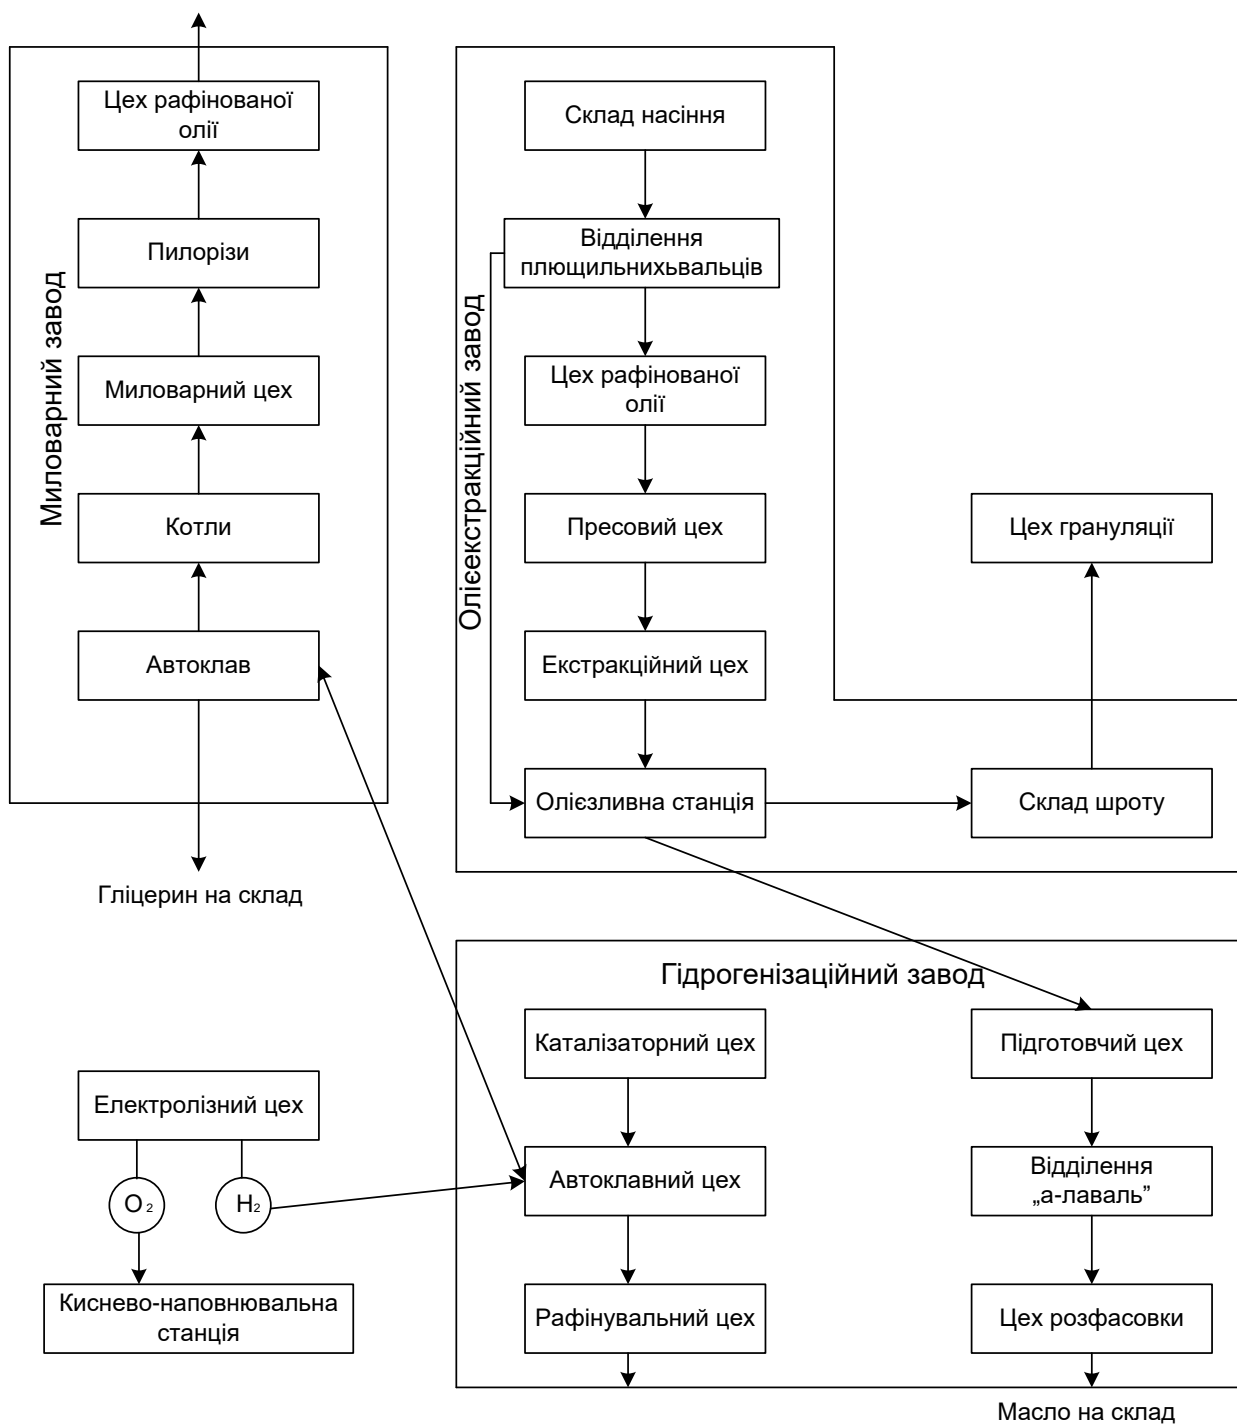 Миловарний завод
Цех рафінованої
олії
Пилорізи
Миловарний цех
Котли
Автоклав
Гліцерин на склад
Олієекстракційний завод
Склад насіння
Відділення
плющильнихьвальців
Цех рафінованої
олії
Пресовий цех
Екстракційний цех
Олієзливна станція
Цех грануляції
Склад шроту
Гідрогенізаційний завод
Каталізаторний цех
Підготовчий цех
Електролізний цех
Автоклавний цех
Відділення
„а-лаваль”
O2
H2
Киснево-наповнювальна
станція
Рафінувальний цех
Цех розфасовки
Масло на склад